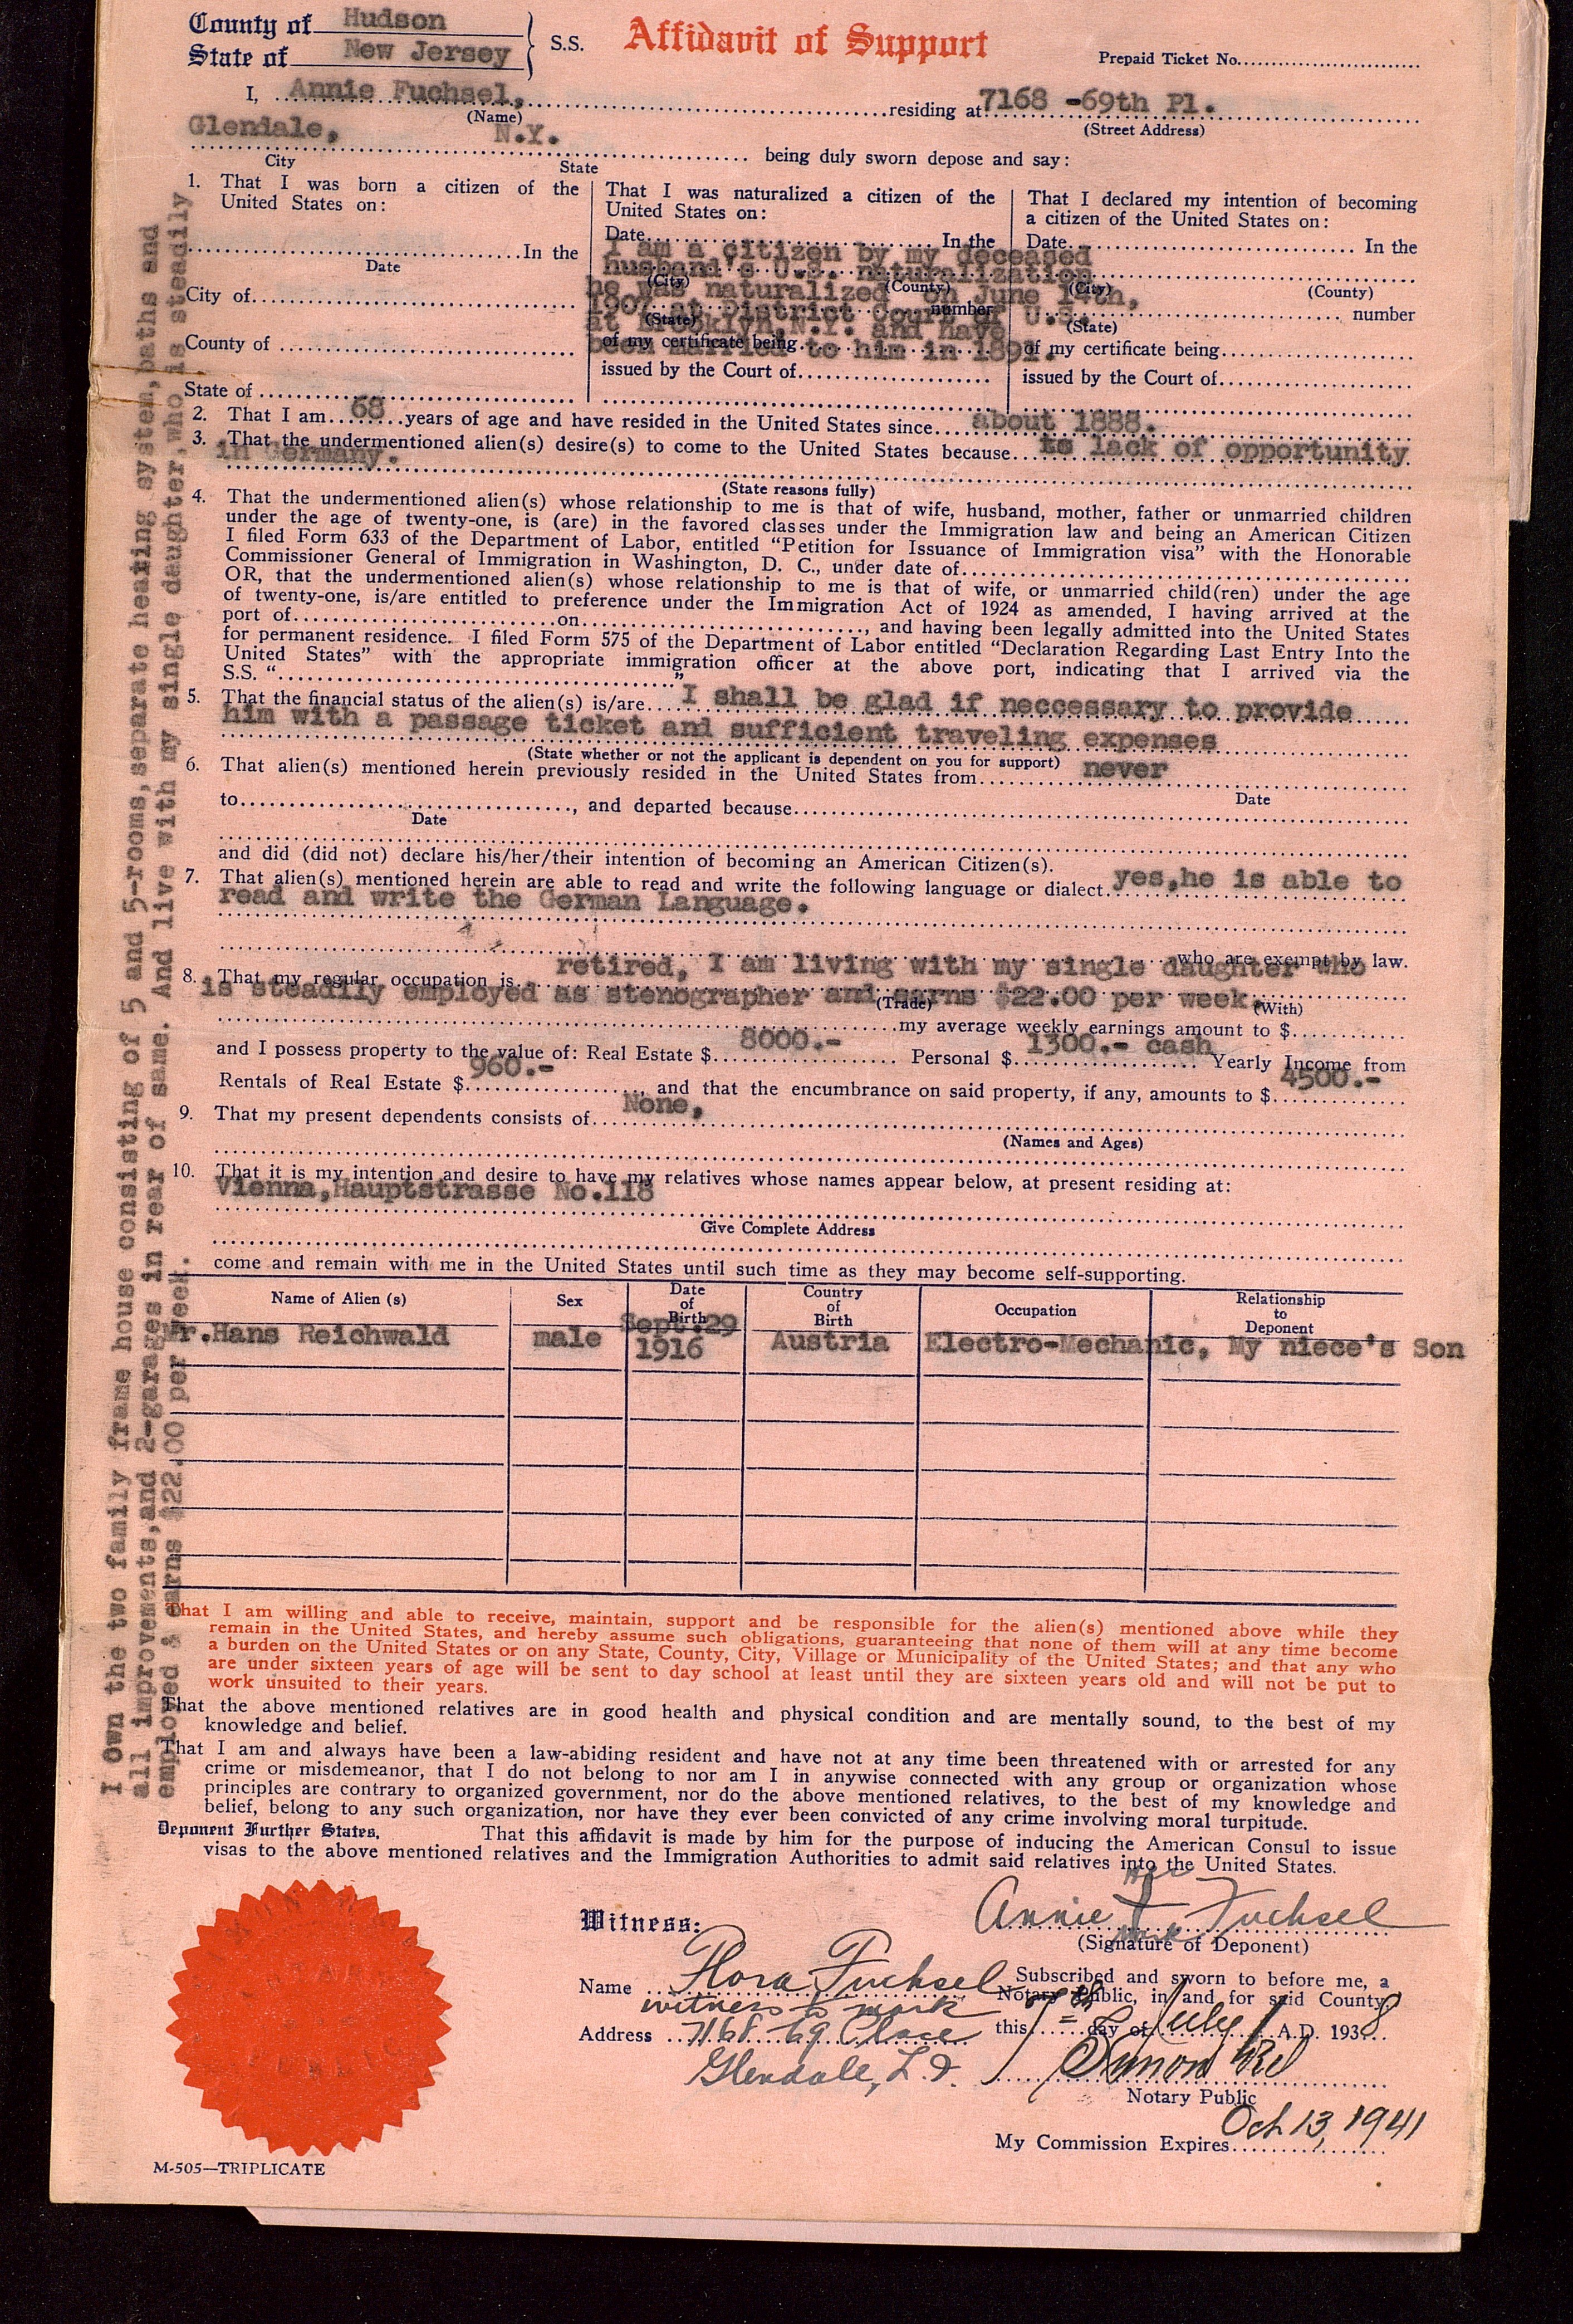 County of Hudson
State of New Jersey
S.S.
Affidavit of Support
Prepaid Ticket No.
I, Annie Fuchsel, residing at 7168 -69th Pl.
(Name) (Street Address)
Glendale, N.Y. being duly sworn depose and say:
City State
1. That I was born a citizen of the United States on:
Date In the
City of
County of
State of
That I was naturalized a citizen of the United States on:
Date In the
I am a citizen by my deceased
husband's U.S. naturalization
(City) (County)
he was naturalized on June 14th,
1907 at District Court of U.S.
(State) number
at Brooklyn,N.Y. and have
of my certificate being
been married to him in 1891.
issued by the Court of
That I declared my intention of becoming
a citizen of the United States on:
Date In the
(City) (County)
number
(State)
of my certificate being
issued by the Court of
2. That I am 68 years of age and have resided in the United States since about 1888.
3. That the undermentioned alien(s) desire(s) to come to the United States because to lack of opportunity
in Germany.
(State reasons fully)
4. That the undermentioned alien(s) whose relationship to me is that of wife, husband, mother, father or unmarried children
under the age of twenty-one, is (are) in the favored classes under the Immigration law and being an American Citizen
I filed Form 633 of the Department of Labor, entitled “Petition for Issuance of Immigration visa” with the Honorable
Commissioner General of Immigration in Washington, D. C., under date of
OR, that the undermentioned alien(s) whose relationship to me is that of wife, or unmarried child(ren) under the age
of twenty-one, is/are entitled to preference under the Immigration Act of 1924 as amended, I having arrived at the
port of on , and having been legally admitted into the United States
for permanent residence. I filed Form 575 of the Department of Labor entitled “Declaration Regarding Last Entry Into the
United States” with the appropriate immigration officer at the above port, indicating that I arrived via the
S.S. “ ”
5. That the financial status of the alien(s) is/are I shall be glad if neccessary to provide
him with a passage ticket and sufficient traveling expenses
(State whether or not the applicant is dependent on you for support)
6. That alien(s) mentioned herein previously resided in the United States from never
Date
to , and departed because
Date
and did (did not) declare his/her/their intention of becoming an American Citizen(s).
7. That alien(s) mentioned herein are able to read and write the following language or dialect yes,he is able to
read and write the German Language.
who are exempt by law.
8. That my regular occupation is retired, I am living with my single daughter who
is steadily employed as stenographer and earns $22.00 per week.
(Trade) (With)
my average weekly earnings amount to $
and I possess property to the value of: Real Estate $ 8000.- Personal $ 1300.- cash Yearly Income from
Rentals of Real Estate $ 960.- , and that the encumbrance on said property, if any, amounts to $ 4500.-
9. That my present dependents consists of None,
(Names and Ages)
10. That it is my intention and desire to have my relatives whose names appear below, at present residing at:
Vienna,Hauptstrasse No.118
Give Complete Address
come and remain with me in the United States until such time as they may become self-supporting.
Name of Alien (s) Sex Date of Birth Country of Birth Occupation Relationship to Deponent
Mr.Hans Reichwald male Sept.29 1916 Austria Electro-Mechanic, My niece's Son
That I am willing and able to receive, maintain, support and be responsible for the alien(s) mentioned above while they
remain in the United States, and hereby assume such obligations, guaranteeing that none of them will at any time become
a burden on the United States or on any State, County, City, Village or Municipality of the United States; and that any who
are under sixteen years of age will be sent to day school at least until they are sixteen years old and will not be put to
work unsuited to their years.
That the above mentioned relatives are in good health and physical condition and are mentally sound, to the best of my
knowledge and belief.
That I am and always have been a law-abiding resident and have not at any time been threatened with or arrested for any
crime or misdemeanor, that I do not belong to nor am I in anywise connected with any group or organization whose
principles are contrary to organized government, nor do the above mentioned relatives, to the best of my knowledge and
belief, belong to any such organization, nor have they ever been convicted of any crime involving moral turpitude.
Deponent Further States, That this affidavit is made by him for the purpose of inducing the American Consul to issue
visas to the above mentioned relatives and the Immigration Authorities to admit said relatives into the United States.
her
Annie X Fuchsel
mark
(Signature of Deponent)
Witness:
Name Flora Fuchsel
witness to mark
Address 7168 69 Place
Glendale, L.I.
Subscribed and sworn to before me, a
Notary Public, in and for said County
this 7th day of July A.D. 1938
Notary Public
My Commission Expires Oct 13, 1941
M-505—TRIPLICATE
I Own the two family frame house consisting of 5 and 5-rooms,separate heating system,baths and
all improvements,and 2-garages in rear of same. And live with my single daughter,who is steadily
employed & earns $22.00 per week.